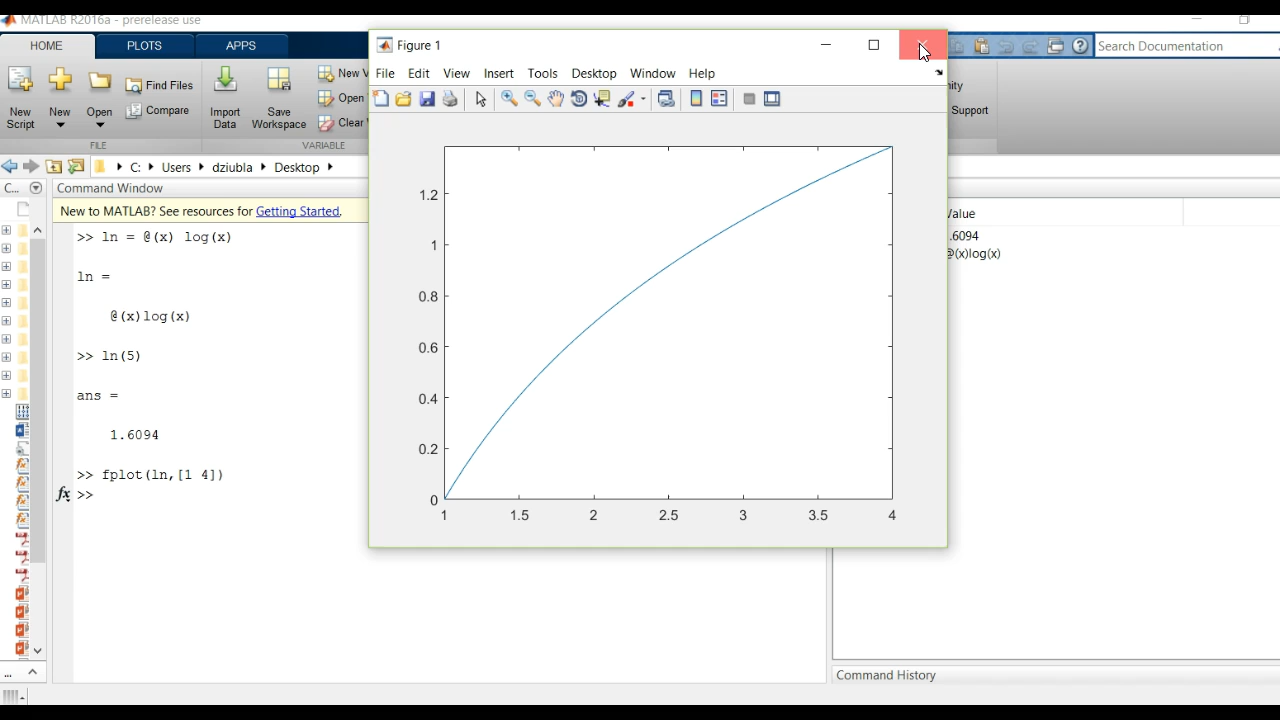 MATLAB R2016a - prerelease use
HOME PLOTS APPS
Search Documentation
New Script
New
Open
Find Files
Compare
Import Data
Save Workspace
New V
Open
Clear
FILE
VARIABLE
Support
C: Users dziubla Desktop
C...
Command Window
New to MATLAB? See resources for Getting Started.
>> ln = @(x) log(x)
ln =
@(x)log(x)
>> ln(5)
ans =
1.6094
>> fplot(ln,[1 4])
fx >>
Figure 1
File Edit View Insert Tools Desktop Window Help
1.2
1
0.8
0.6
0.4
0.2
0
1 1.5 2 2.5 3 3.5 4
Value
.6094
@(x)log(x)
Command History
...